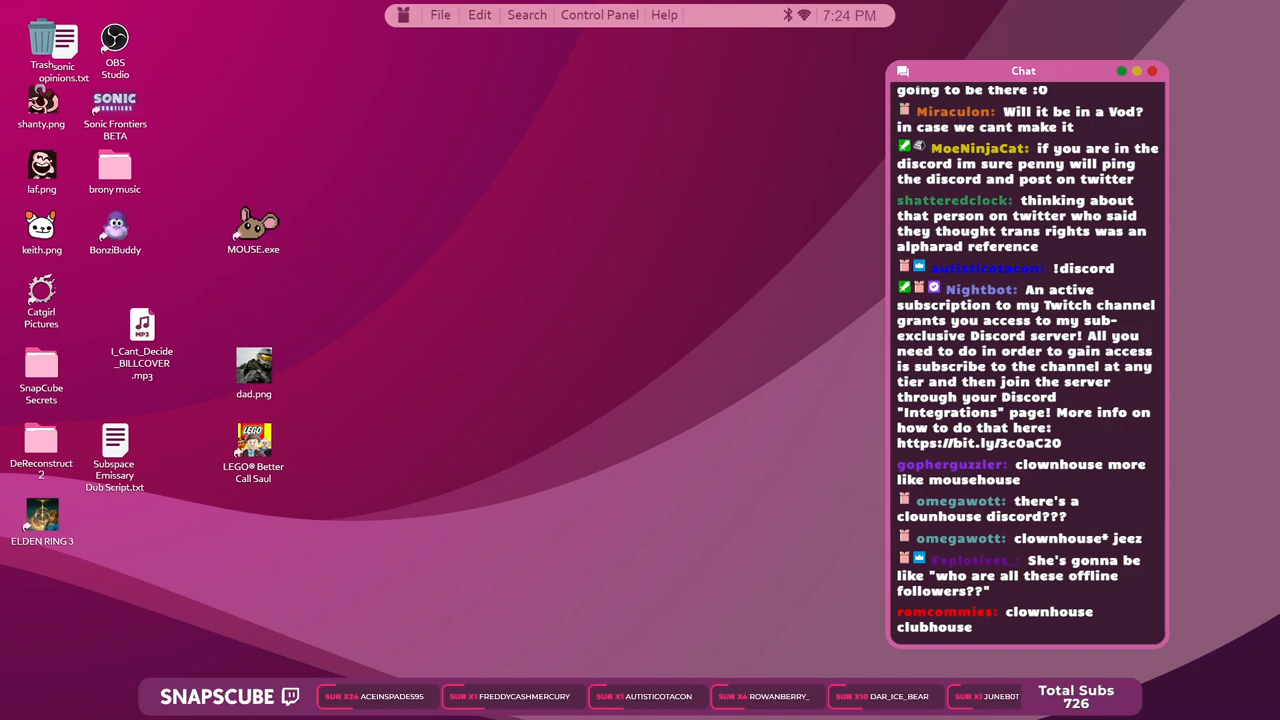 File Edit Search Control Panel Help 7:24 PM
Trash
sonic opinions.txt
OBS Studio
shanty.png
SONIC FRONTIERS
Sonic Frontiers BETA
laf.png
brony music
keith.png
BonziBuddy
MOUSE.exe
Catgirl Pictures
MP3
I_Cant_Decide
_BILLCOVER
.mp3
SnapCube Secrets
dad.png
DeReconstruct 2
Subspace Emissary Dub Script.txt
LEGO
LEGO® Better Call Saul
ELDEN RING 3
Chat
going to be there :O
Miraculon: Will it be in a Vod?
in case we cant make it
MoeNinjaCat: if you are in the
discord im sure penny will ping
the discord and post on twitter
shatteredclock: thinking about
that person on twitter who said
they thought trans rights was an
alpharad reference
autisticotacon: !discord
Nightbot: An active
subscription to my Twitch channel
grants you access to my sub-
exclusive Discord server! All you
need to do in order to gain access
is subscribe to the channel at any
tier and then join the server
through your Discord
"Integrations" page! More info on
how to do that here:
https://bit.ly/3cOaC20
gopherguzzler: clownhouse more
like mousehouse
omegawott: there's a
clounhouse discord???
omegawott: clownhouse* jeez
Explosives_: She's gonna be
like "who are all these offline
followers??"
romcommies: clownhouse
clubhouse
SNAPSCUBE
SUB X24 ACEINSPADES95
SUB X1 FREDDYCASHMERCURY
SUB X1 AUTISTICOTACON
SUB X4 ROWANBERRY_
SUB X10 DAR_ICE_BEAR
SUB X1 JUNEBOT
Total Subs
726